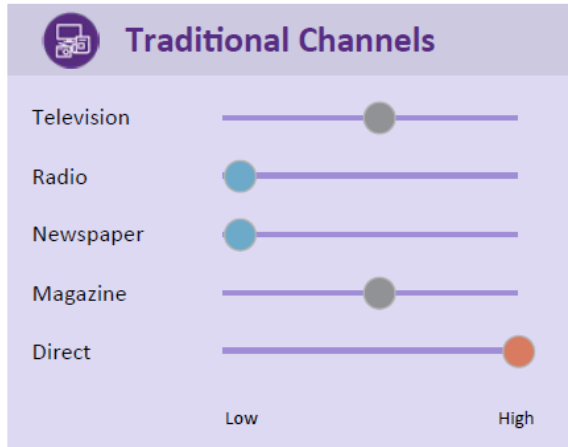 Traditional Channels
Television
Radio
Newspaper
Magazine
Direct
Low High